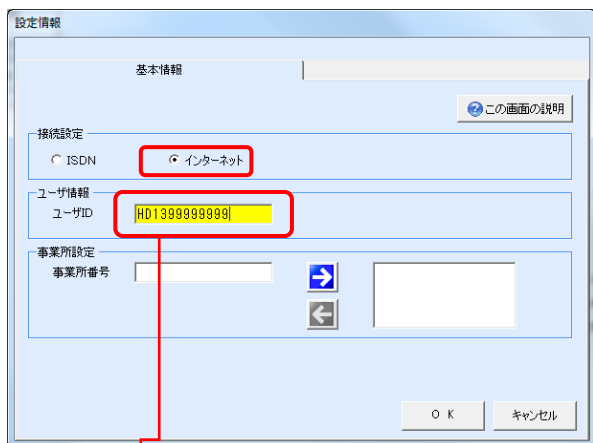 設定情報
基本情報
この画面の説明
接続設定
ISDN インターネット
ユーザ情報
ユーザID HD1399999999
事業所設定
事業所番号
OK キャンセル